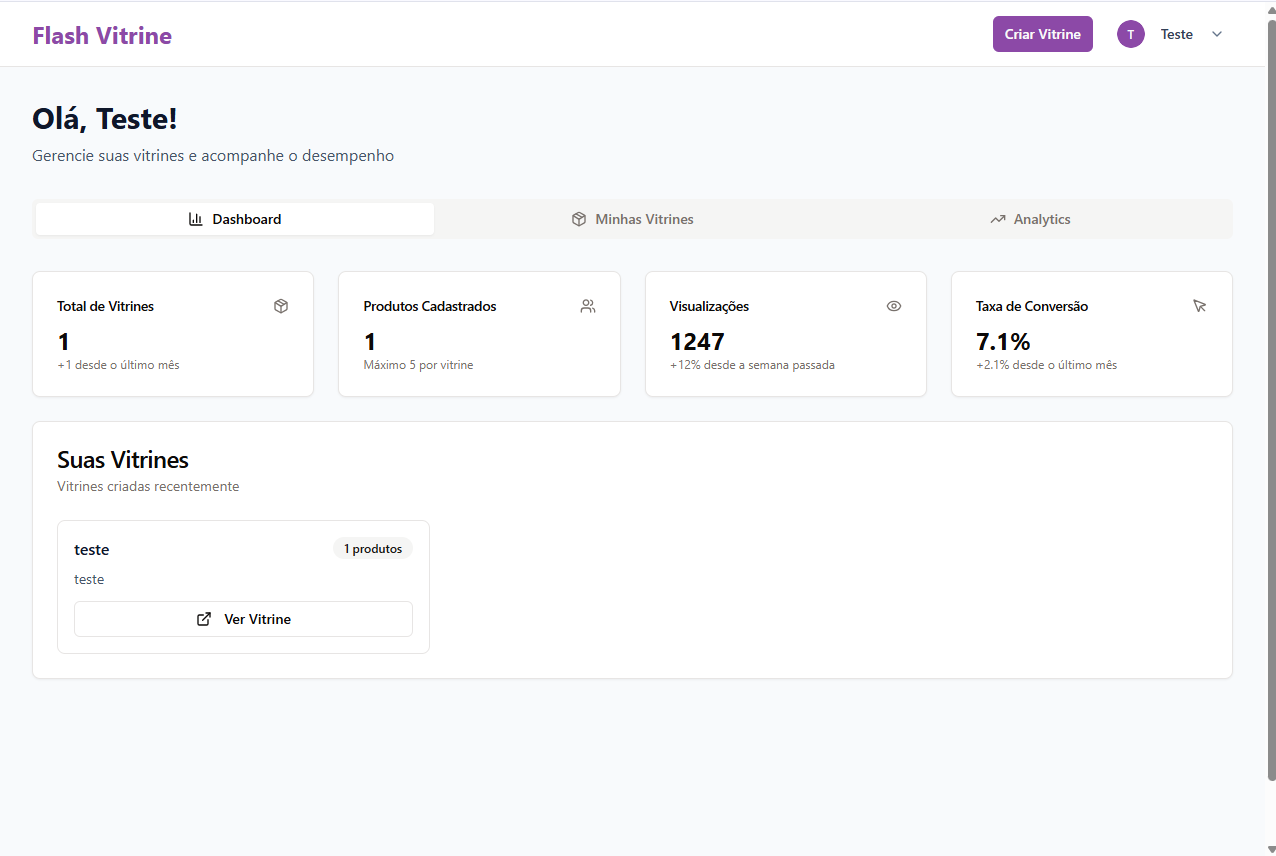 Flash Vitrine
Criar Vitrine
T
Teste
Olá, Teste!
Gerencie suas vitrines e acompanhe o desempenho
Dashboard
Minhas Vitrines
Analytics
Total de Vitrines
1
+1 desde o último mês
Produtos Cadastrados
1
Máximo 5 por vitrine
Visualizações
1247
+12% desde a semana passada
Taxa de Conversão
7.1%
+2.1% desde o último mês
Suas Vitrines
Vitrines criadas recentemente
teste
1 produtos
teste
Ver Vitrine